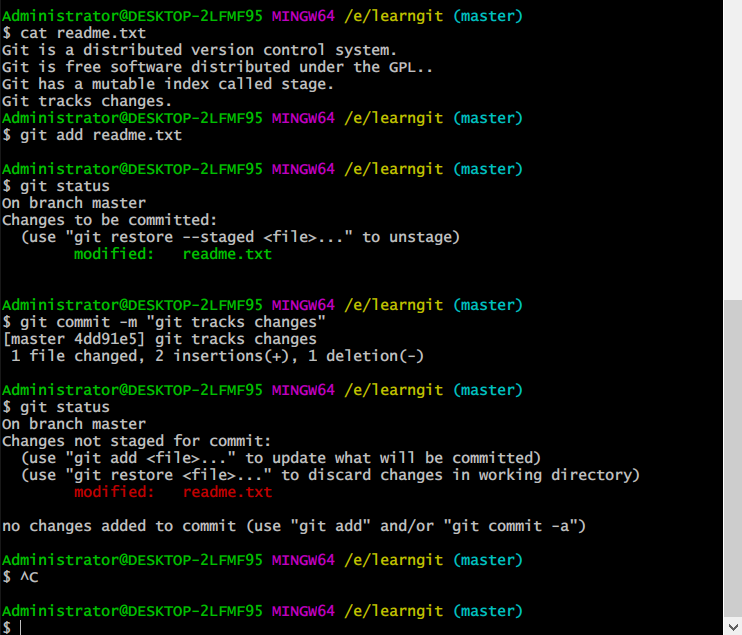 Administrator@DESKTOP-2LFMF95 MINGW64 /e/learngit (master)
$ cat readme.txt
Git is a distributed version control system.
Git is free software distributed under the GPL..
Git has a mutable index called stage.
Git tracks changes.
Administrator@DESKTOP-2LFMF95 MINGW64 /e/learngit (master)
$ git add readme.txt
Administrator@DESKTOP-2LFMF95 MINGW64 /e/learngit (master)
$ git status
On branch master
Changes to be committed:
  (use "git restore --staged <file>..." to unstage)
        modified:   readme.txt
Administrator@DESKTOP-2LFMF95 MINGW64 /e/learngit (master)
$ git commit -m "git tracks changes"
[master 4dd91e5] git tracks changes
 1 file changed, 2 insertions(+), 1 deletion(-)
Administrator@DESKTOP-2LFMF95 MINGW64 /e/learngit (master)
$ git status
On branch master
Changes not staged for commit:
  (use "git add <file>..." to update what will be committed)
  (use "git restore <file>..." to discard changes in working directory)
        modified:   readme.txt
no changes added to commit (use "git add" and/or "git commit -a")
Administrator@DESKTOP-2LFMF95 MINGW64 /e/learngit (master)
$ ^C
Administrator@DESKTOP-2LFMF95 MINGW64 /e/learngit (master)
$